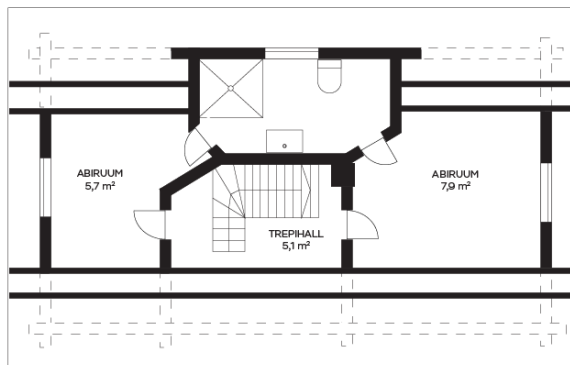 ABIRUUM
5,7 m²
ABIRUUM
7,9 m²
TREPIHALL
5,1 m²